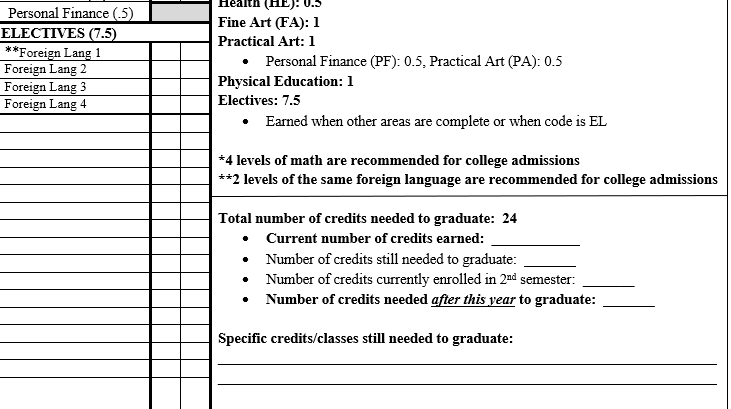 Personal Finance (.5)
ELECTIVES (7.5)
**Foreign Lang 1
Foreign Lang 2
Foreign Lang 3
Foreign Lang 4
Health (HE): 0.5
Fine Art (FA): 1
Practical Art: 1
• Personal Finance (PF): 0.5, Practical Art (PA): 0.5
Physical Education: 1
Electives: 7.5
• Earned when other areas are complete or when code is EL
*4 levels of math are recommended for college admissions
**2 levels of the same foreign language are recommended for college admissions
Total number of credits needed to graduate: 24
• Current number of credits earned: ____________
• Number of credits still needed to graduate: _______
• Number of credits currently enrolled in 2nd semester: _______
• Number of credits needed after this year to graduate: _______
Specific credits/classes still needed to graduate: